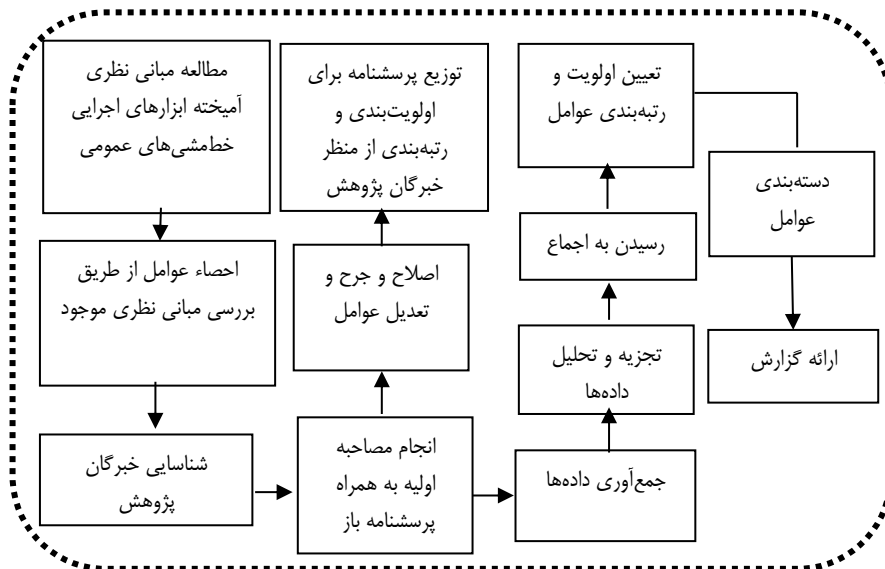 مطالعه مبانی نظری
آمیخته ابزارهای اجرایی
خط‌مشی‌های عمومی
احصاء عوامل از طریق
بررسی مبانی نظری موجود
شناسایی خبرگان
پژوهش
انجام مصاحبه
اولیه به همراه
پرسشنامه باز
اصلاح و جرح و
تعدیل عوامل
توزیع پرسشنامه برای
اولویت‌بندی و
رتبه‌بندی از منظر
خبرگان پژوهش
جمع‌آوری داده‌ها
تجزیه و تحلیل
داده‌ها
رسیدن به اجماع
تعیین اولویت و
رتبه‌بندی عوامل
دسته‌بندی
عوامل
ارائه گزارش